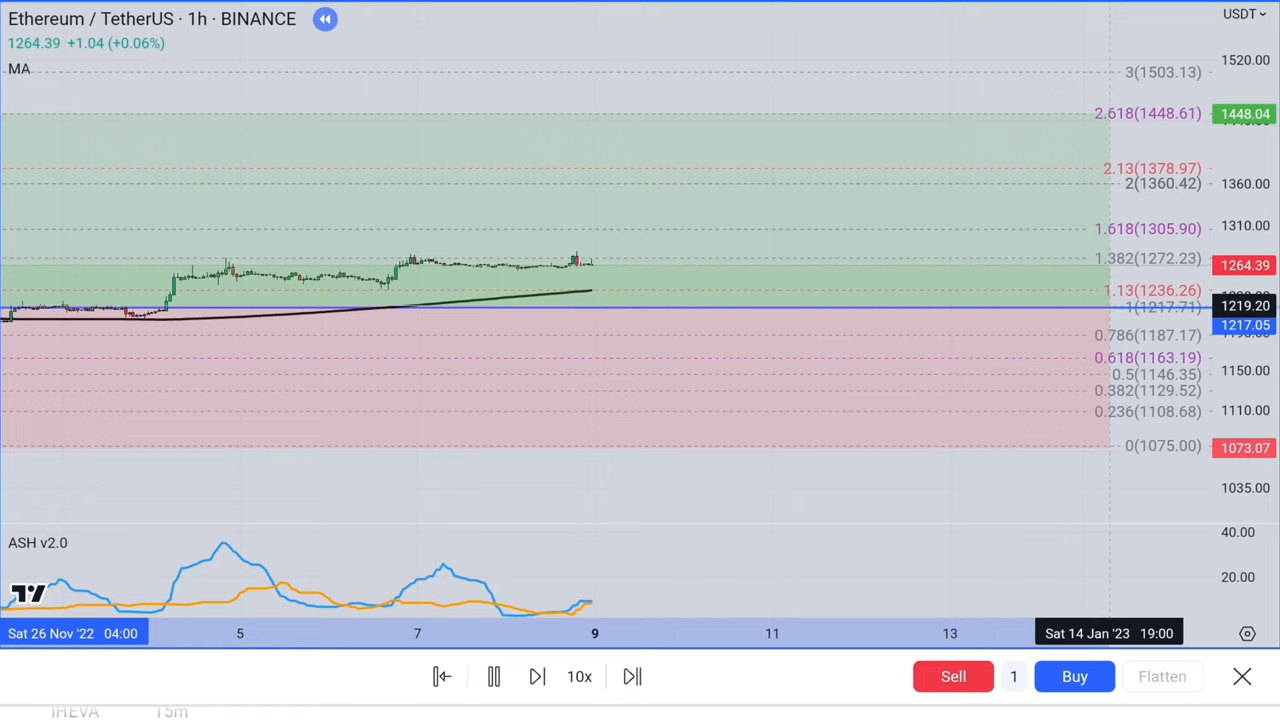 Ethereum / TetherUS · 1h · BINANCE
USDT
1264.39 +1.04 (+0.06%)
1520.00
MA
3(1503.13)
2.618(1448.61)
1448.04
2.13(1378.97)
2(1360.42)
1360.00
1310.00
1.618(1305.90)
1.382(1272.23)
1264.39
1.13(1236.26)
1(1217.71)
1219.20
1217.05
0.786(1187.17)
0.618(1163.19)
0.5(1146.35)
1150.00
0.382(1129.52)
0.236(1108.68)
1110.00
0(1075.00)
1073.07
1035.00
ASH v2.0
40.00
20.00
Sat 26 Nov '22 04:00
5
7
9
11
13
Sat 14 Jan '23 19:00
10x
Sell
1
Buy
Flatten
15m